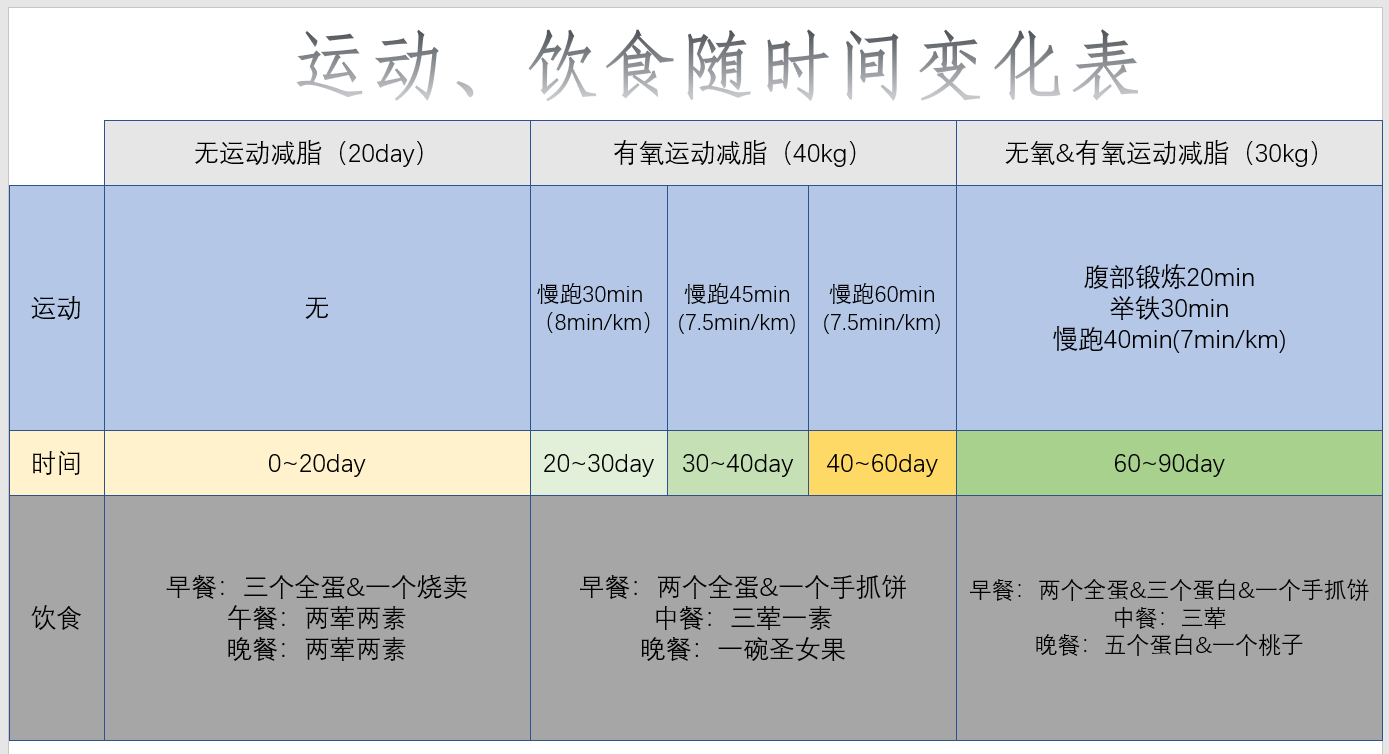 运动、饮食随时间变化表
无运动减脂（20day）
有氧运动减脂（40kg）
无氧&有氧运动减脂（30kg）
运动
无
慢跑30min
（8min/km）
慢跑45min
(7.5min/km)
慢跑60min
(7.5min/km)
腹部锻炼20min
举铁30min
慢跑40min(7min/km)
时间
0~20day
20~30day
30~40day
40~60day
60~90day
饮食
早餐：三个全蛋&一个烧卖
午餐：两荤两素
晚餐：两荤两素
早餐：两个全蛋&一个手抓饼
中餐：三荤一素
晚餐：一碗圣女果
早餐：两个全蛋&三个蛋白&一个手抓饼
中餐：三荤
晚餐：五个蛋白&一个桃子